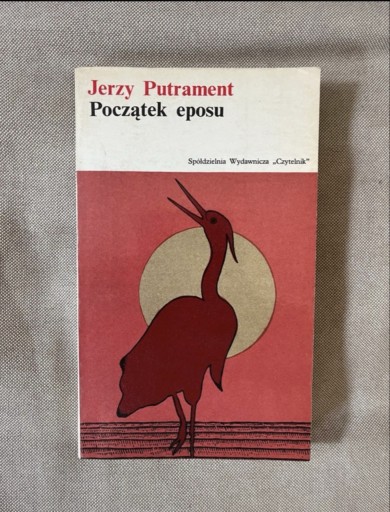 Jerzy Putrament
Początek eposu
Spółdzielnia Wydawnicza „Czytelnik”